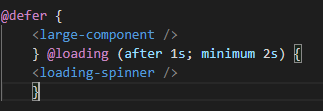 @defer {
<large-component />
} @loading (after 1s; minimum 2s) {
<loading-spinner />
}